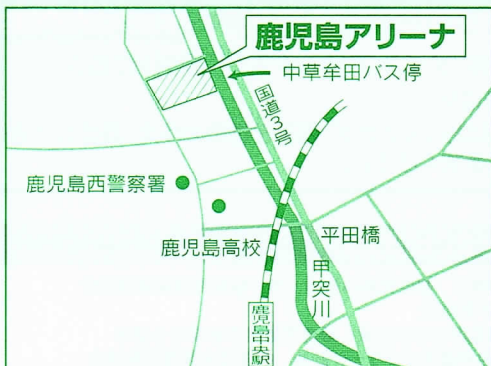 鹿児島アリーナ
中草牟田バス停
国道3号
鹿児島西警察署
鹿児島高校
平田橋
甲突川
鹿児島中央駅